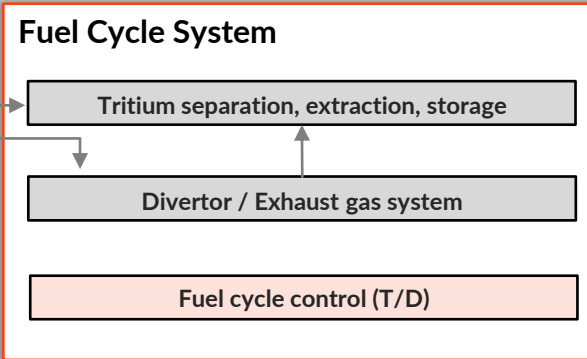 Fuel Cycle System
Tritium separation, extraction, storage
Divertor / Exhaust gas system
Fuel cycle control (T/D)